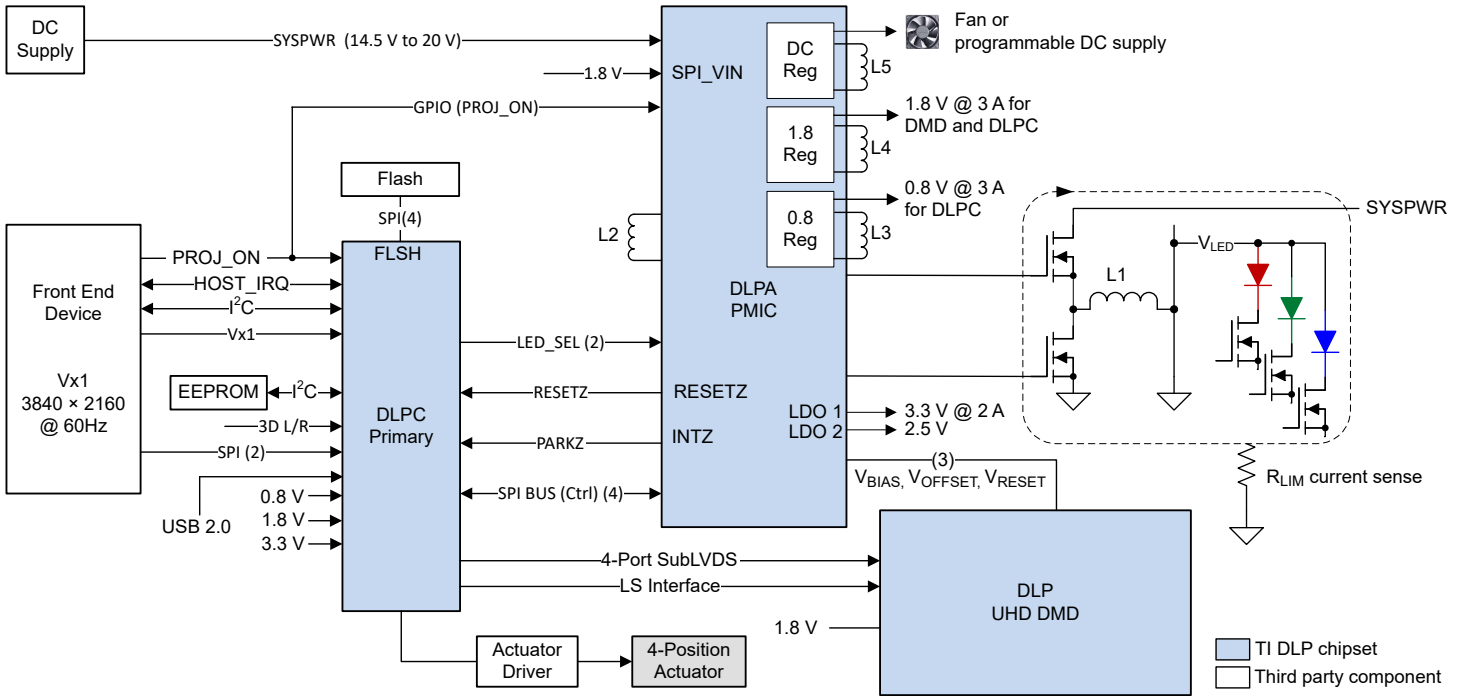 DC
Supply
SYSPWR (14.5 V to 20 V)
1.8 V
SPI_VIN
GPIO (PROJ_ON)
DC
Reg
L5
Fan or
programmable DC supply
1.8
Reg
L4
1.8 V @ 3 A for
DMD and DLPC
0.8
Reg
L3
0.8 V @ 3 A
for DLPC
Flash
SPI(4)
FLSH
L2
DLPA
PMIC
SYSPWR
V_LED
L1
Front End
Device
Vx1
3840 × 2160
@ 60Hz
PROJ_ON
HOST_IRQ
I²C
Vx1
EEPROM
I²C
3D L/R
SPI (2)
USB 2.0
0.8 V
1.8 V
3.3 V
DLPC
Primary
LED_SEL (2)
RESETZ
RESETZ
PARKZ
INTZ
SPI BUS (Ctrl) (4)
LDO 1
LDO 2
3.3 V @ 2 A
2.5 V
(3)
V_BIAS, V_OFFSET, V_RESET
R_LIM current sense
4-Port SubLVDS
LS Interface
1.8 V
DLP
UHD DMD
Actuator
Driver
4-Position
Actuator
TI DLP chipset
Third party component